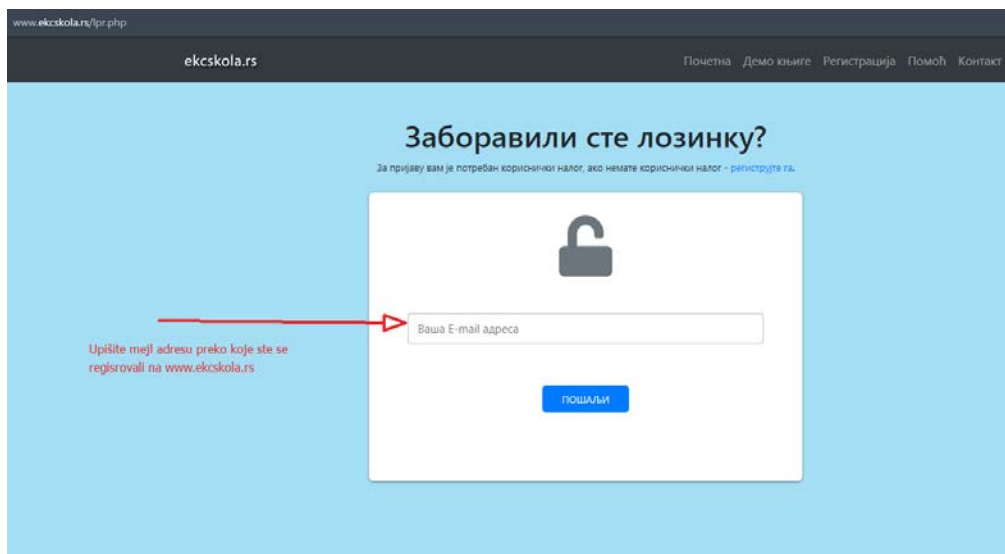 www.ekcskola.rs/lpr.php
ekcskola.rs
Почетна Демо књиге Регистрација Помоћ Контакт
Заборавили сте лозинку?
За пријаву вам је потребан кориснички налог, ако немате кориснички налог - региструјте га.
Ваша E-mail адреса
Upišite mejl adresu preko koje ste se
regisrovali na www.ekcskola.rs
ПОШАЉИ